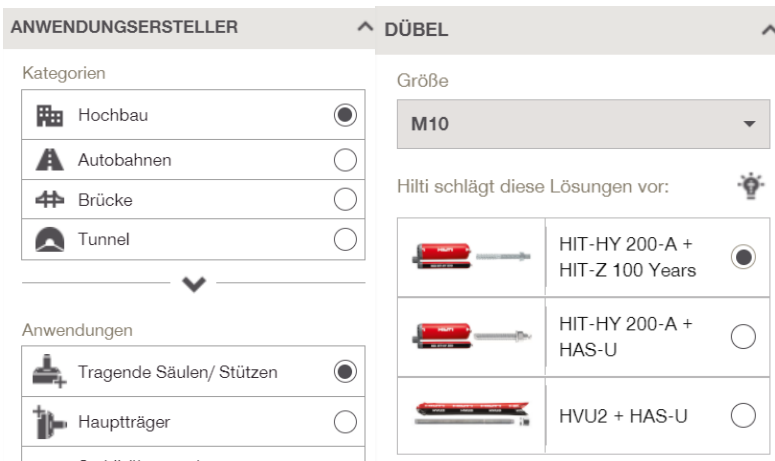 ANWENDUNGSERSTELLER
Kategorien
Hochbau
Autobahnen
Brücke
Tunnel
Anwendungen
Tragende Säulen/ Stützen
Hauptträger
DÜBEL
Größe
M10
Hilti schlägt diese Lösungen vor:
HIT-HY 200-A +
HIT-Z 100 Years
HIT-HY 200-A +
HAS-U
HVU2 + HAS-U